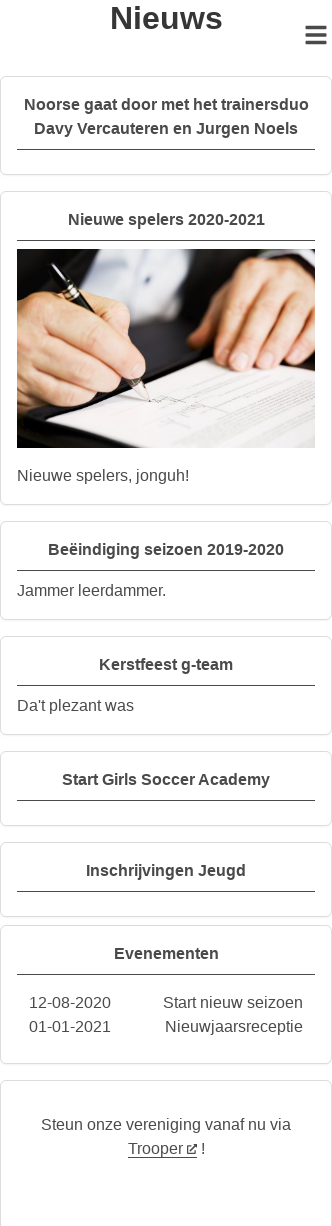 Nieuws
Noorse gaat door met het trainersduo
Davy Vercauteren en Jurgen Noels
Nieuwe spelers 2020-2021
Nieuwe spelers, jonguh!
Beëindiging seizoen 2019-2020
Jammer leerdammer.
Kerstfeest g-team
Da't plezant was
Start Girls Soccer Academy
Inschrijvingen Jeugd
Evenementen
12-08-2020 Start nieuw seizoen
01-01-2021 Nieuwjaarsreceptie
Steun onze vereniging vanaf nu via
Trooper !